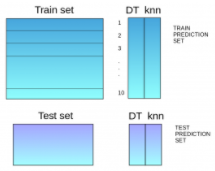 Train set
DT knn
1
2
3
10
TRAIN
PREDICTION
SET
Test set
DT knn
TEST
PREDICTION
SET